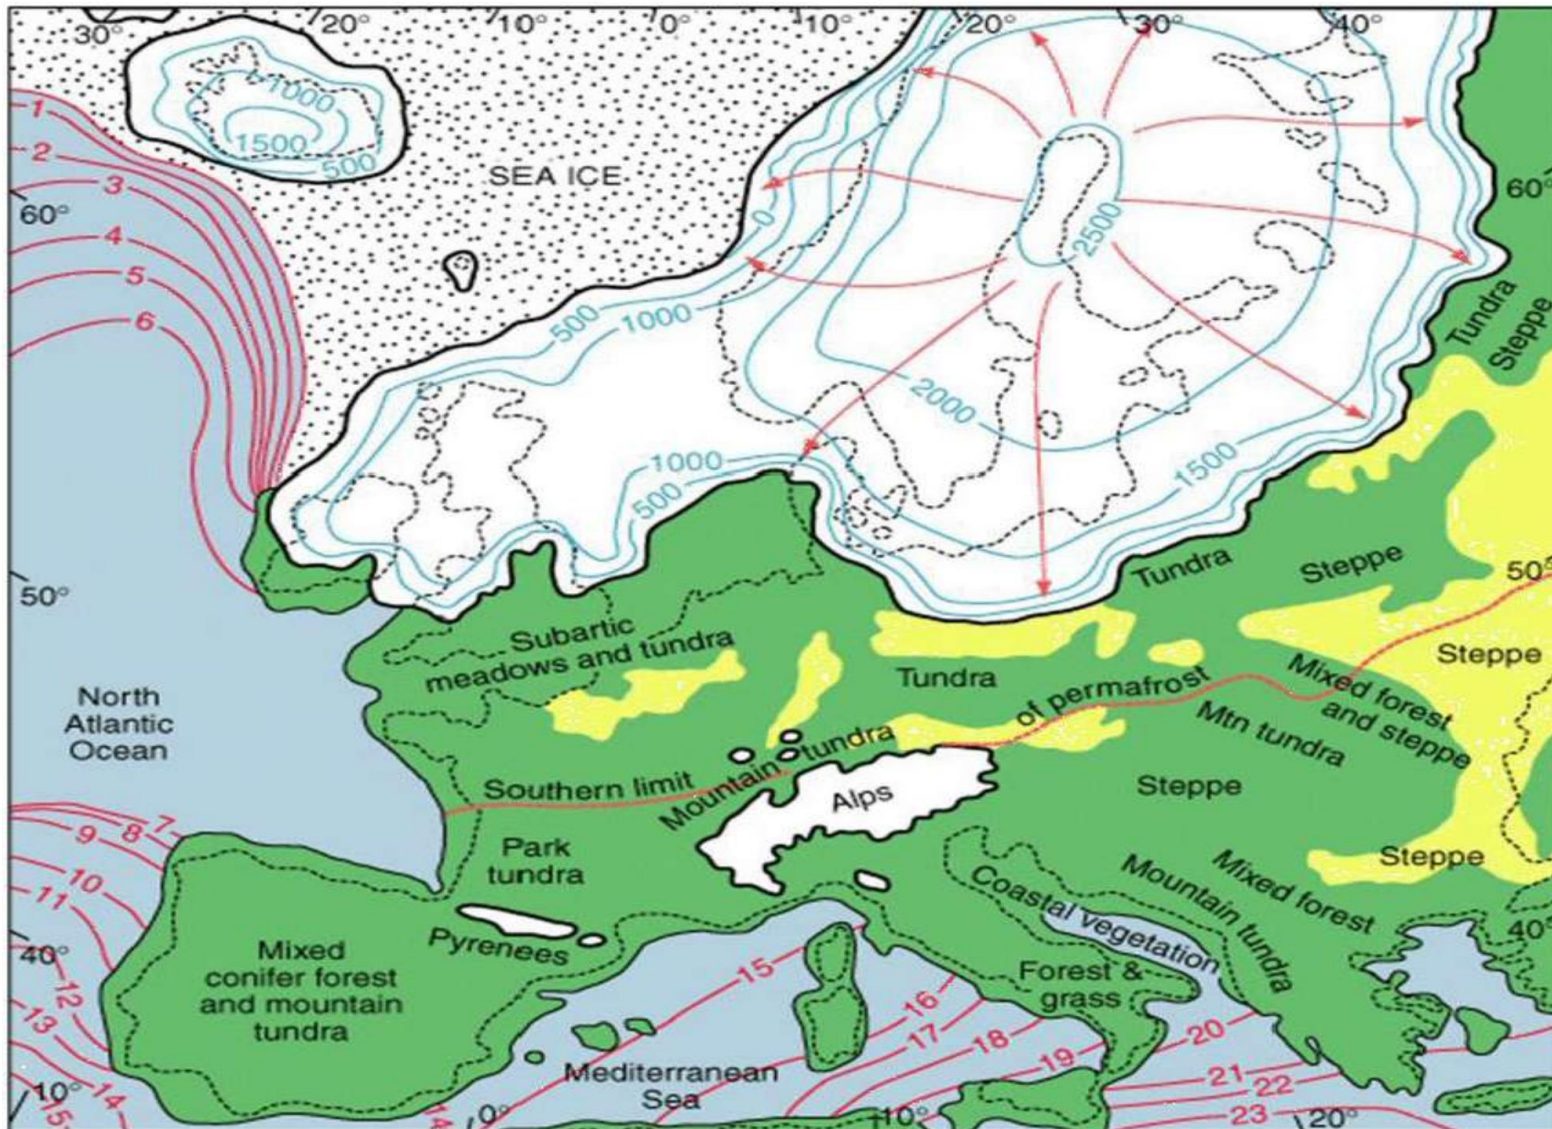 30°
20°
10°
0°
10°
20°
30°
40°
1000
1500
500
1
2
3
4
5
6
SEA ICE
60°
60°
0
2500
500
1000
Tundra
Steppe
2000
1000
500
1500
50°
50°
Tundra
Steppe
Subartic
meadows and tundra
North
Atlantic
Ocean
Tundra
Steppe
Mixed forest
and steppe
of permafrost
Mtn tundra
Southern limit
Mountain tundra
Alps
Steppe
7
8
9
10
11
Park
tundra
Steppe
Mixed forest
Mountain tundra
Coastal vegetation
Pyrenees
40°
40°
Mixed
conifer forest
and mountain
tundra
Forest &
grass
12
13
14
15
15
16
17
18
19
20
21
22
23
Mediterranean
Sea
10°
14
0°
10°
20°